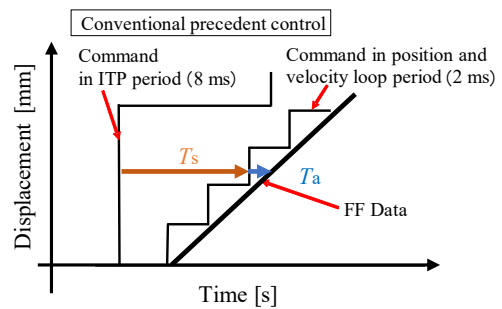 Conventional precedent control
Command
in ITP period (8 ms)
Command in position and
velocity loop period (2 ms)
Displacement [mm]
Ts
Ta
FF Data
Time [s]